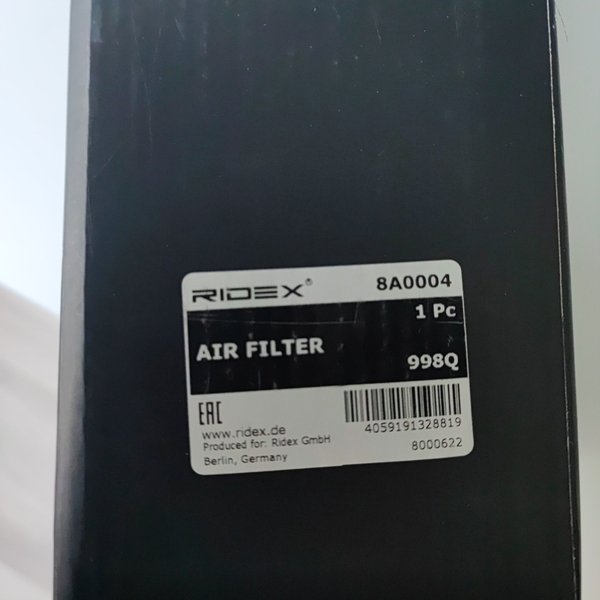 RIDEX® 8A0004
1 Pc
AIR FILTER
998Q
EAC
www.ridex.de
4059191328819
Produced for: Ridex GmbH
8000622
Berlin, Germany